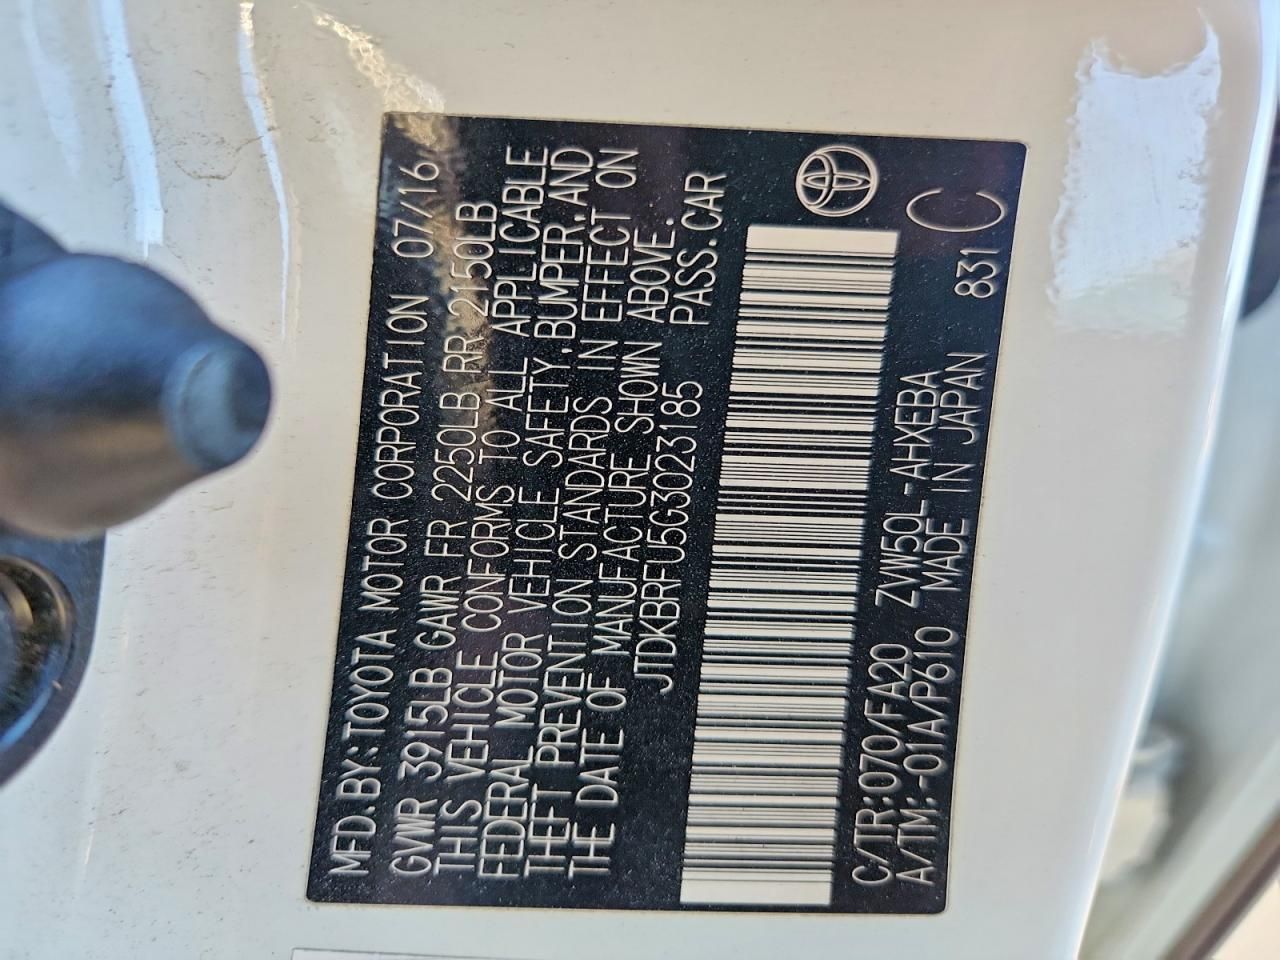 MFD.BY:TOYOTA MOTOR CORPORATION 07/16
GVWR 3915LB GAWR FR 2250LB RR 2150LB
THIS VEHICLE CONFORMS TO ALL APPLICABLE
FEDERAL MOTOR VEHICLE SAFETY,BUMPER,AND
THEFT PREVENTION STANDARDS IN EFFECT ON
THE DATE OF MANUFACTURE SHOWN ABOVE.
JTDKBRFU5G3023185 PASS.CAR
C/TR:070/FA20 ZVW50L-AHXEBA
A/TM:-01A/P610 MADE IN JAPAN 831 C